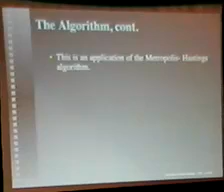 The Algorithm, cont.
• This is an application of the Metropolis- Hastings
algorithm.